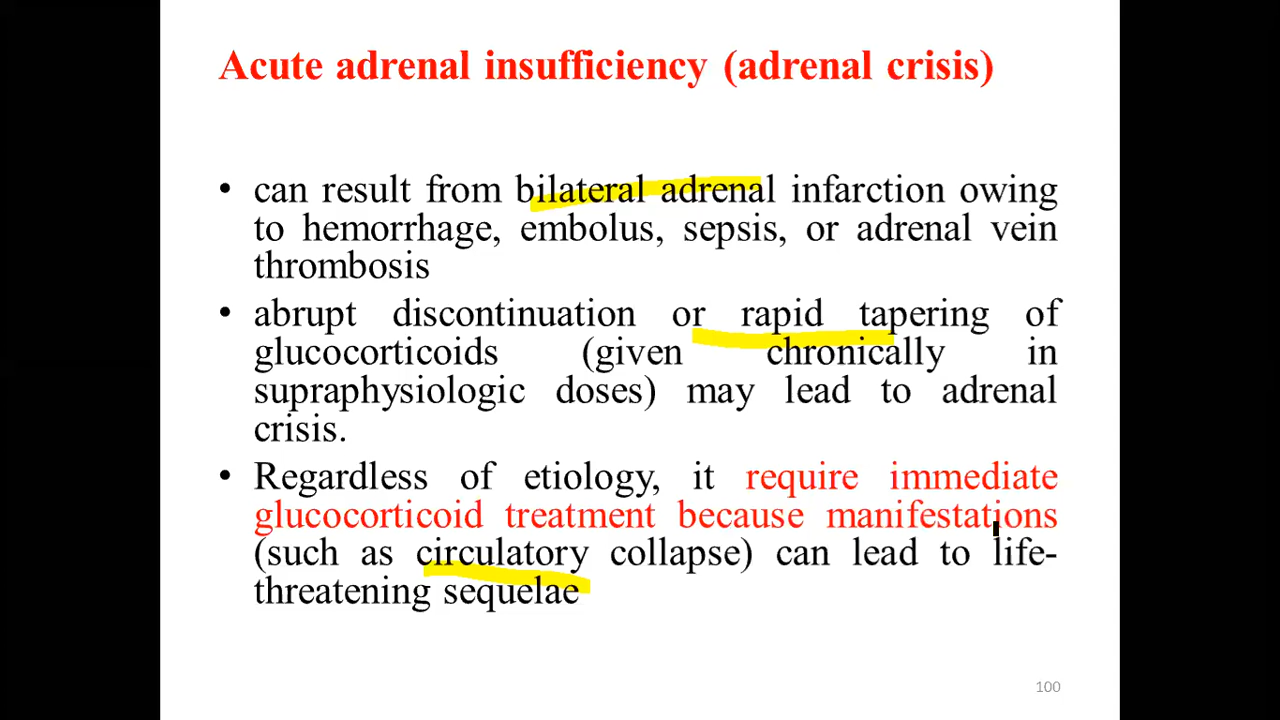 Acute adrenal insufficiency (adrenal crisis)
• can result from bilateral adrenal infarction owing
to hemorrhage, embolus, sepsis, or adrenal vein
thrombosis
• abrupt discontinuation or rapid tapering of
glucocorticoids (given chronically in
supraphysiologic doses) may lead to adrenal
crisis.
• Regardless of etiology, it require immediate
glucocorticoid treatment because manifestations
(such as circulatory collapse) can lead to life-
threatening sequelae
100